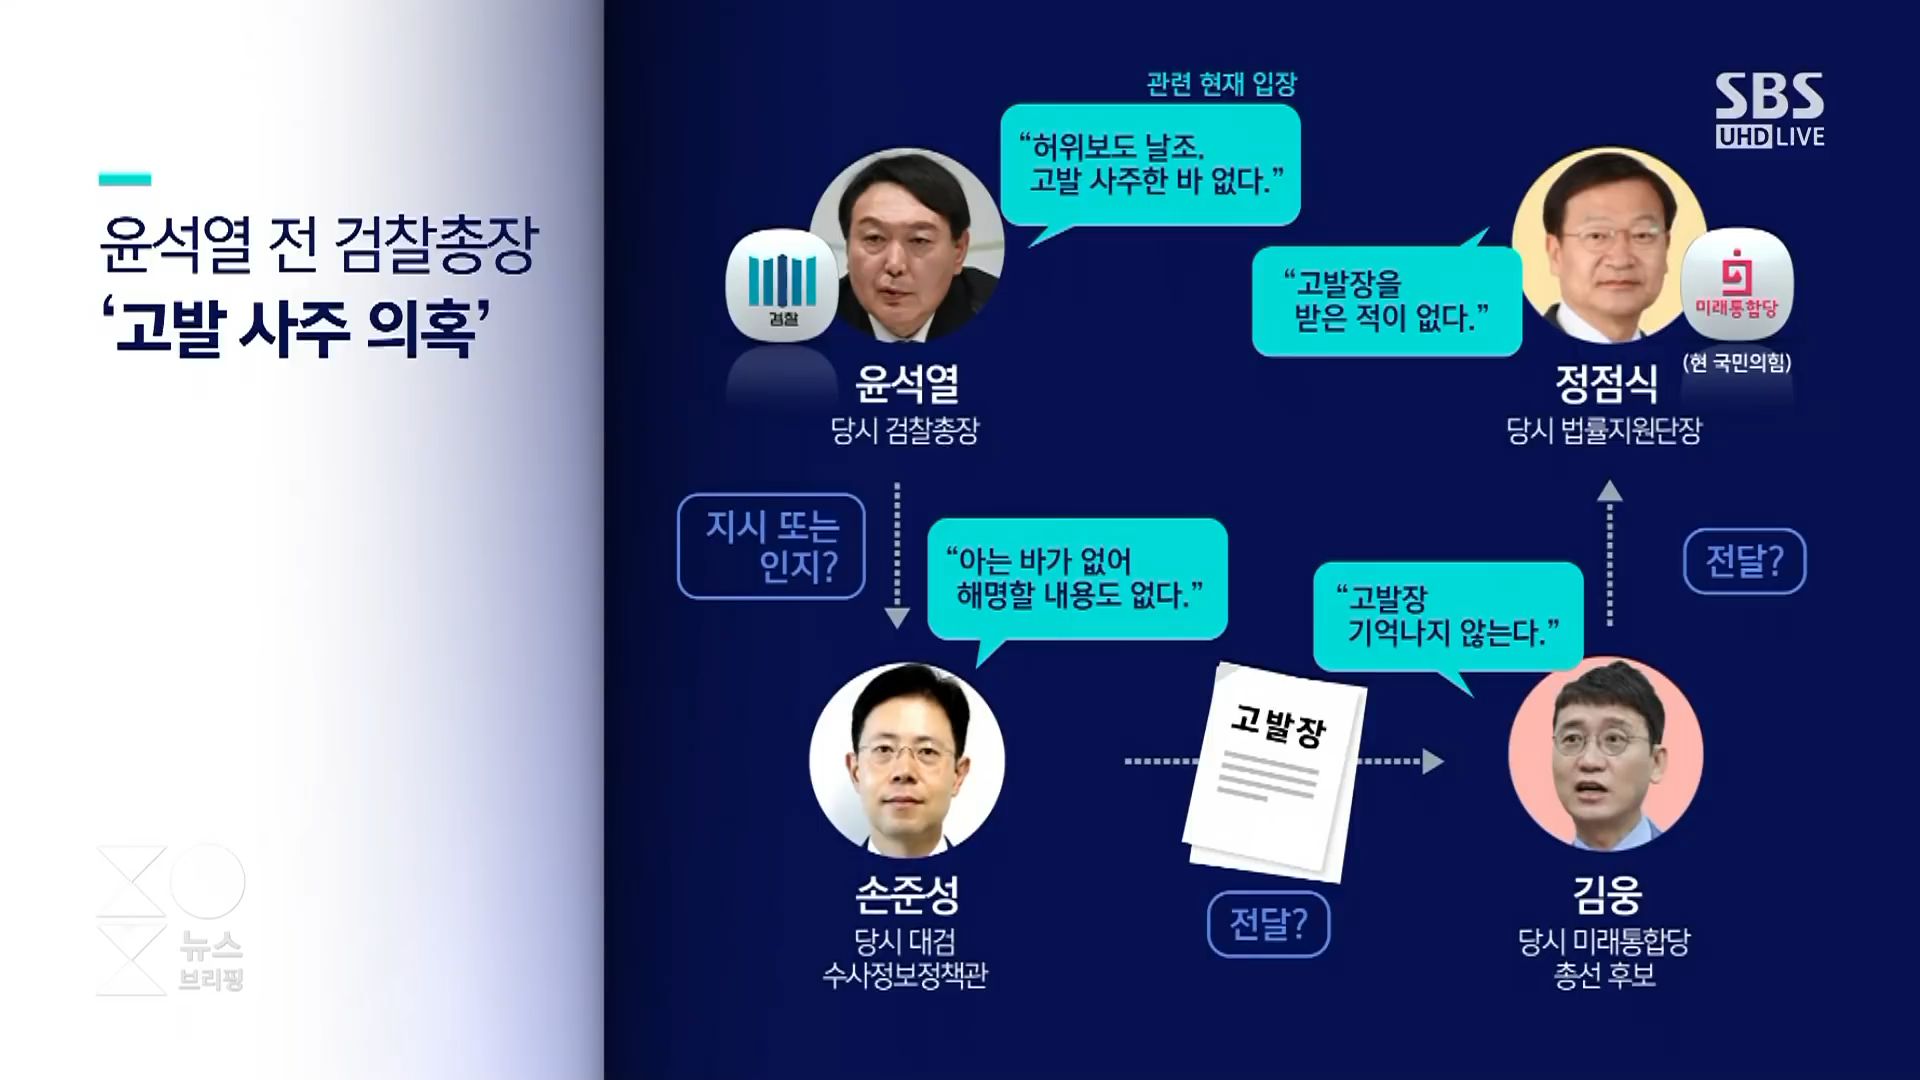 윤석열 전 검찰총장
‘고발 사주 의혹’
관련 현재 입장
“허위보도 날조.
고발 사주한 바 없다.”
SBS
UHD LIVE
검찰
윤석열
당시 검찰총장
“고발장을
받은 적이 없다.”
미래통합당
(현 국민의힘)
정점식
당시 법률지원단장
지시 또는
인지?
“아는 바가 없어
해명할 내용도 없다.”
“고발장
기억나지 않는다.”
전달?
고발장
손준성
당시 대검
수사정보정책관
전달?
김웅
당시 미래통합당
총선 후보
뉴스
브리핑